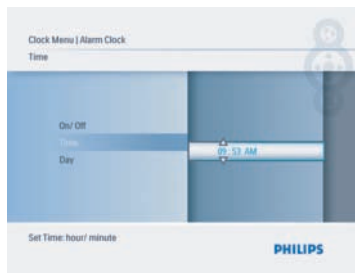 Clock Menu | Alarm Clock
Time
On/ Off
Time
Day
09 : 53 AM
Set Time: hour/ minute
PHILIPS